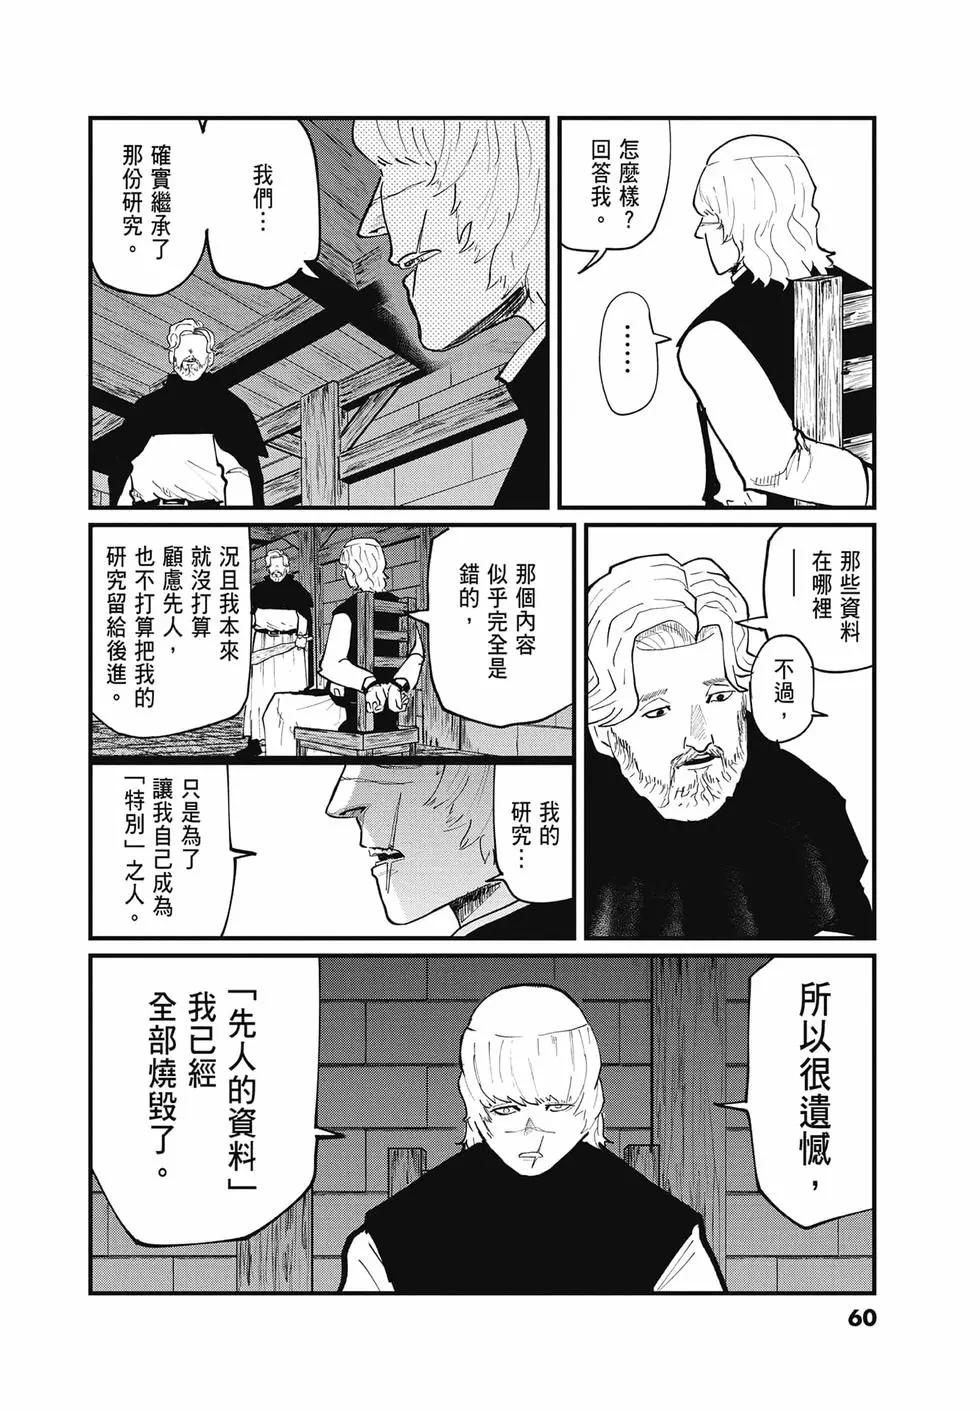 怎麼樣？
回答我。
……
我們…
確實繼承了
那份研究。
那些資料
在哪裡
——
不過，
那個內容
似乎完全是
錯的，
況且我本來
就沒打算
顧慮先人，
也不打算把我的
研究留給後進。
我的
研究…
只是為了
讓我自己成為
「特別」之人。
所以很遺憾，
「先人的資料」
我已經
全部燒毀了。
60